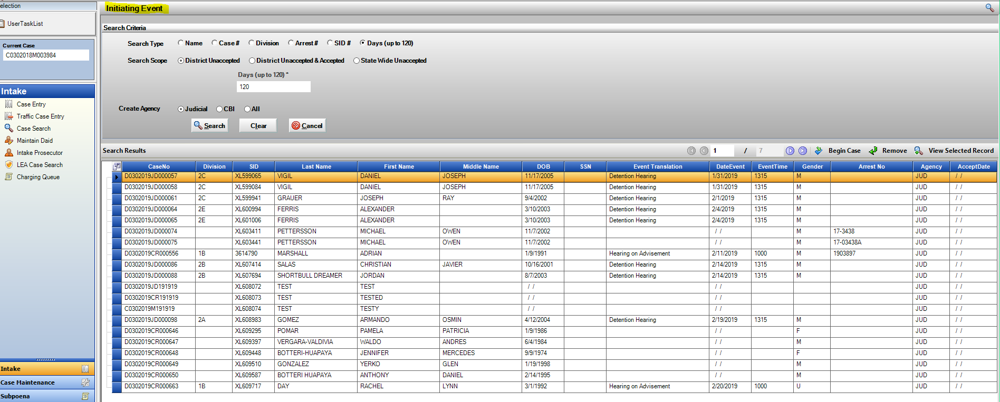 election
UserTaskList
Current Case
C0302018M003984
Intake
Case Entry
Traffic Case Entry
Case Search
Maintain Daid
Intake Prosecutor
LEA Case Search
Charging Queue
Intake
Case Maintenance
Subpoena
Initiating Event
Search Criteria
Search Type Name Case # Division Arrest # SID # Days (up to 120)
Search Scope District Unaccepted District Unaccepted & Accepted State Wide Unaccepted
Days (up to 120) *
120
Create Agency Judicial CBI All
Search Clear Cancel
Search Results 1 / 7 Begin Case Remove View Selected Record
CaseNo Division SID Last Name First Name Middle Name DOB SSN Event Translation DateEvent EventTime Gender Arrest No Agency AcceptDate
D0302019JD000057 2C XL599065 VIGIL DANIEL JOSEPH 11/17/2005 Detention Hearing 1/31/2019 1315 M JUD / /
D0302019JD000058 2C XL599084 VIGIL DANIEL JOSEPH 11/17/2005 Detention Hearing 1/31/2019 1315 M JUD / /
D0302019JD000061 2C XL599941 GRAUER JOSEPH RAY 9/4/2002 Detention Hearing 2/1/2019 1315 M JUD / /
D0302019JD000064 2E XL600994 FERRIS ALEXANDER 3/10/2003 Detention Hearing 2/4/2019 1315 M JUD / /
D0302019JD000065 2E XL601006 FERRIS ALEXANDER 3/10/2003 Detention Hearing 2/4/2019 1315 M JUD / /
D0302019JD000074 XL603411 PETTERSSON MICHAEL OWEN 11/7/2002 / / M 17-3438 JUD / /
D0302019JD000075 XL603441 PETTERSSON MICHAEL OWEN 11/7/2002 / / M 17-03438A JUD / /
D0302019CR000556 1B 3614790 MARSHALL ADRIAN 1/9/1991 Hearing on Advisement 2/11/2019 1000 M 1903897 JUD / /
D0302019JD000086 2B XL607414 SALAS CHRISTIAN JAVIER 10/16/2001 Detention Hearing 2/14/2019 1315 M JUD / /
D0302019JD000088 2B XL607694 SHORTBULL DREAMER JORDAN 8/7/2003 Detention Hearing 2/14/2019 1315 M JUD / /
D0302019JD191919 XL608072 TEST TEST / / / / JUD / /
D0302019CR191919 XL608073 TEST TESTED / / / / JUD / /
C0302019M191919 XL608074 TEST TESTY / / / / JUD / /
D0302019JD000098 2A XL608983 GOMEZ ARMANDO OSMIN 4/12/2004 Detention Hearing 2/19/2019 1315 M JUD / /
D0302019CR000646 XL609295 POMAR PAMELA PATRICIA 1/9/1986 / / F JUD / /
D0302019CR000647 XL609397 VERGARA-VALDIVIA WALDO ANDRES 6/4/1984 / / M JUD / /
D0302019CR000648 XL609448 BOTTERI-HUAPAYA JENNIFER MERCEDES 9/9/1974 / / F JUD / /
D0302019CR000649 XL609510 GONZALEZ YERKO GLEN 1/19/1998 / / M JUD / /
D0302019CR000650 XL609587 BOTTERI HUAPAYA ANTHONY DANIEL 2/14/1995 / / M JUD / /
D0302019CR000663 1B XL609717 DAY RACHEL LYNN 3/1/1992 Hearing on Advisement 2/20/2019 1000 U JUD / /